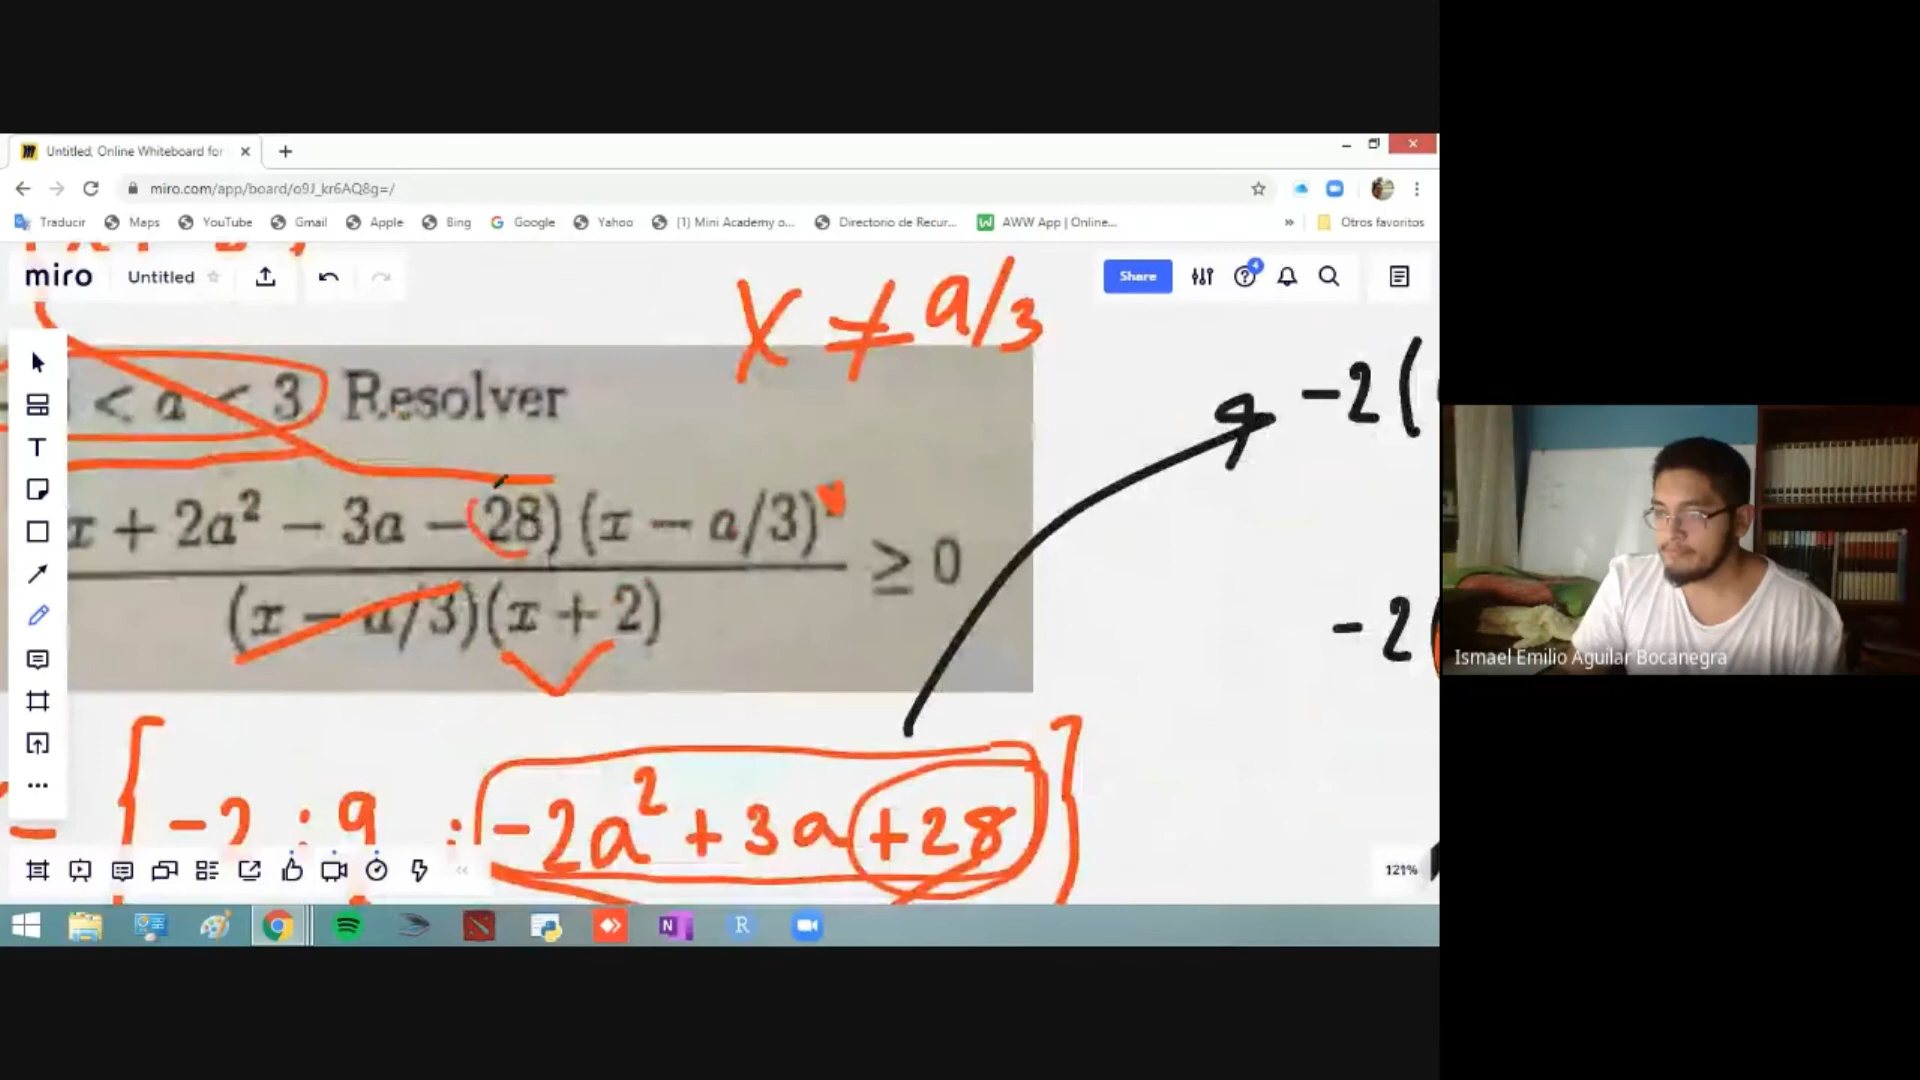 Untitled, Online Whiteboard for
miro.com/app/board/o9J_kr6AQ8g=/
Traducir Maps YouTube Gmail Apple Bing Google Yahoo [1] Mini Academy o... Directorio de Recur... AWW App | Online... » Otros favoritos
miro Untitled Share 4
x ≠ a/3
< a < 3 Resolver
x + 2a² − 3a − 28) (x − a/3)
(x − a/3)(x + 2)
≥ 0
-2(
-2(
= { -2 ; a ; -2a² + 3a + 28 }
121%
Ismael Emilio Aguilar Bocanegra